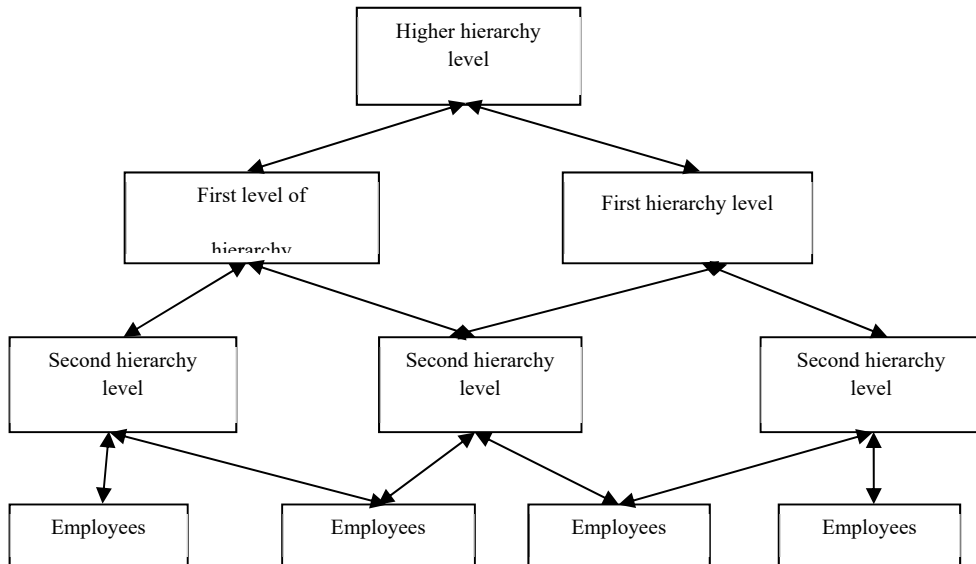 Higher hierarchy
level
First level of
hierarchy
First hierarchy level
Second hierarchy
level
Second hierarchy
level
Second hierarchy
level
Employees
Employees
Employees
Employees